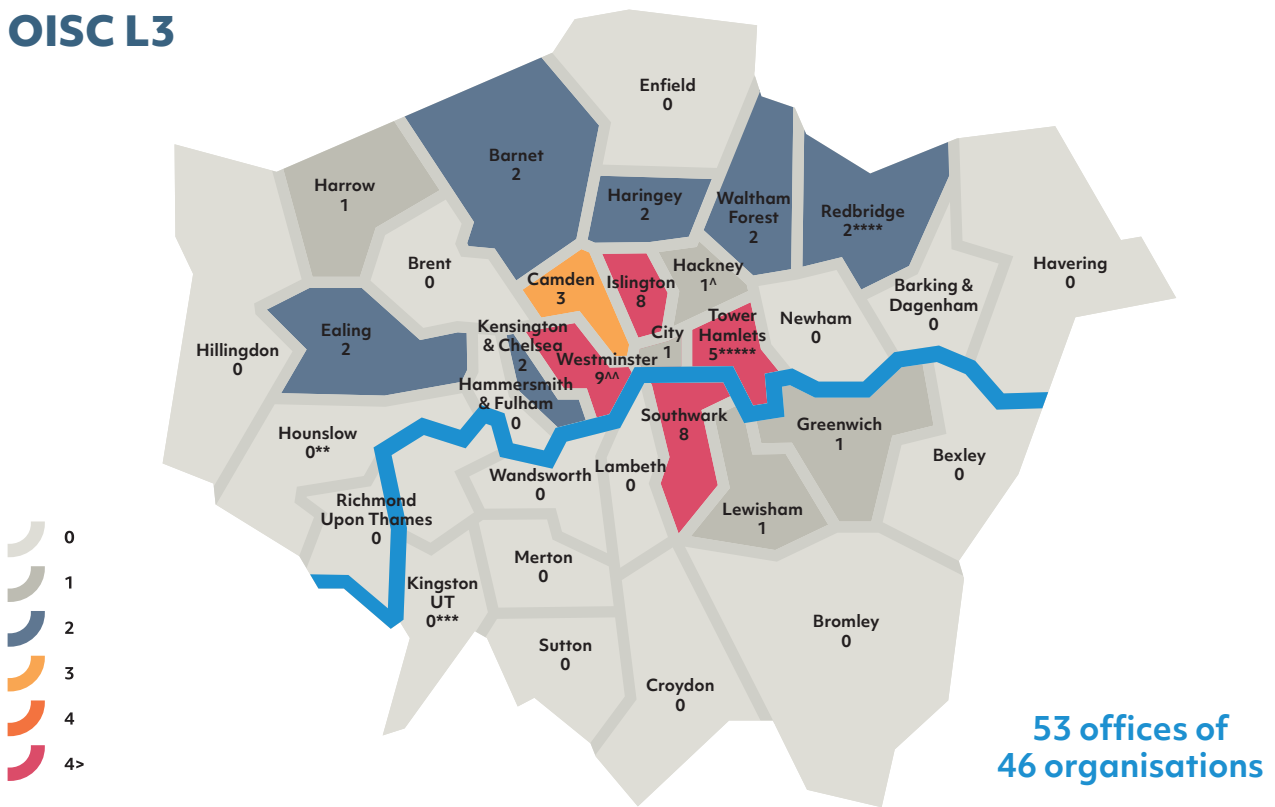 OISC L3
Enfield
0
Barnet
2
Harrow
1
Haringey
2
Waltham
Forest
2
Redbridge
2****
Havering
0
Brent
0
Camden
3
Islington
8
Hackney
1^
Barking &
Dagenham
0
Newham
0
Tower
Hamlets
5*****
City
1
Ealing
2
Hillingdon
0
Kensington
& Chelsea
2
Westminster
9^^
Hammersmith
& Fulham
0
Hounslow
0**
Southwark
8
Greenwich
1
Bexley
0
Lambeth
0
Wandsworth
0
Richmond
Upon Thames
0
Lewisham
1
Merton
0
Kingston
UT
0***
Sutton
0
Croydon
0
Bromley
0
0
1
2
3
4
4>
53 offices of
46 organisations